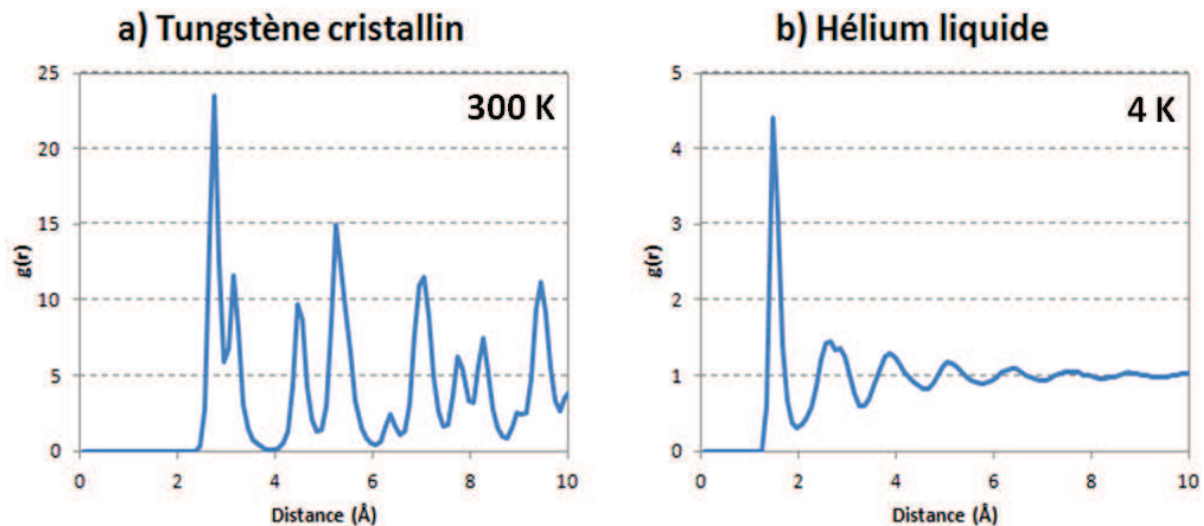 a) Tungstène cristallin
25
20
15
10
5
0
g(r)
300 K
0 2 4 6 8 10
Distance (Å)
b) Hélium liquide
5
4
3
2
1
0
g(r)
4 K
0 2 4 6 8 10
Distance (Å)